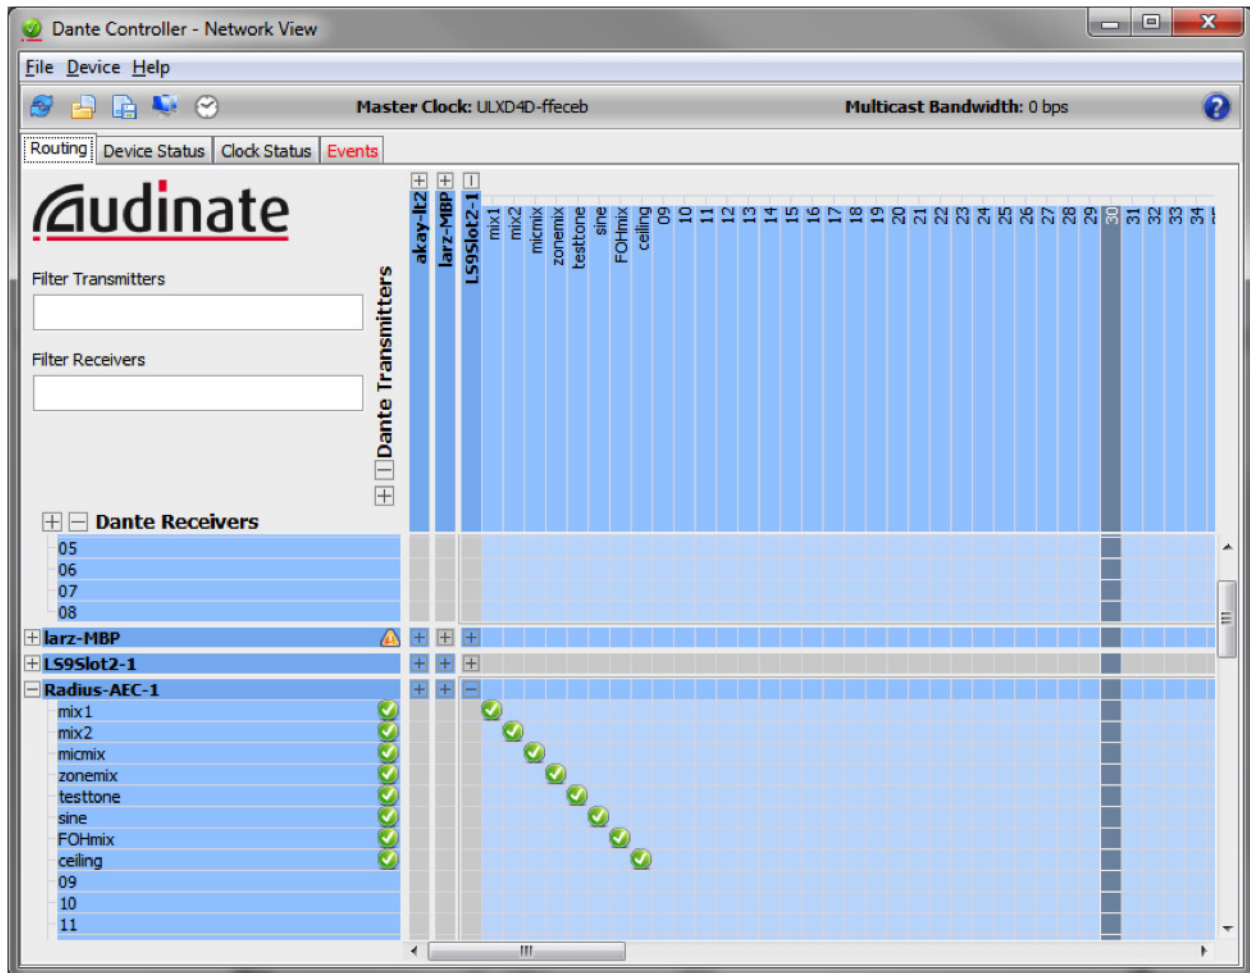 Dante Controller - Network View
File Device Help
Master Clock: ULXD4D-ffeceb
Multicast Bandwidth: 0 bps
Routing
Device Status
Clock Status
Events
Audinate
Filter Transmitters
Filter Receivers
Dante Transmitters
Dante Receivers
akay-lt2
larz-MBP
LS9Slot2-1
mix1
mix2
micmix
zonemix
testtone
sine
FOHmix
ceiling
09
10
11
12
13
14
15
16
17
18
19
20
21
22
23
24
25
26
27
28
29
30
31
32
33
34
05
06
07
08
larz-MBP
LS9Slot2-1
Radius-AEC-1
mix1
mix2
micmix
zonemix
testtone
sine
FOHmix
ceiling
09
10
11